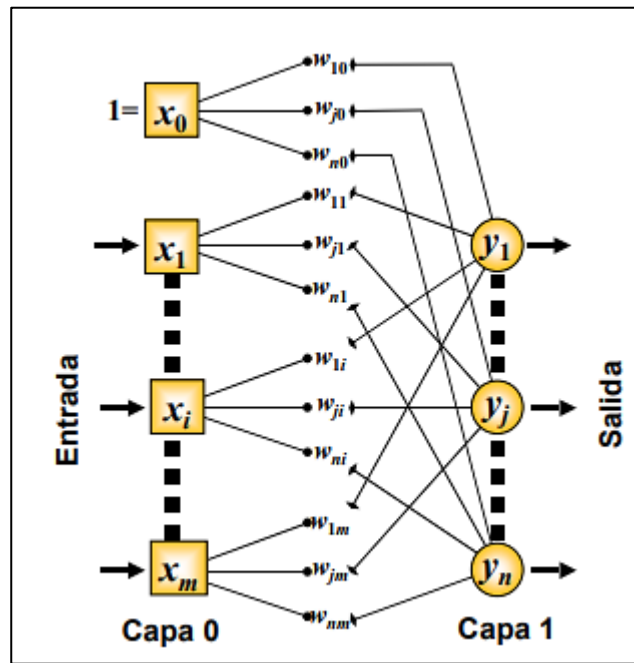 w10
1= x0 wj0
wn0
w11
x1 wj1 y1
wn1
w1i
Entrada xi wji yj Salida
wni
w1m
xm wjm yn
wnm
Capa 0 Capa 1